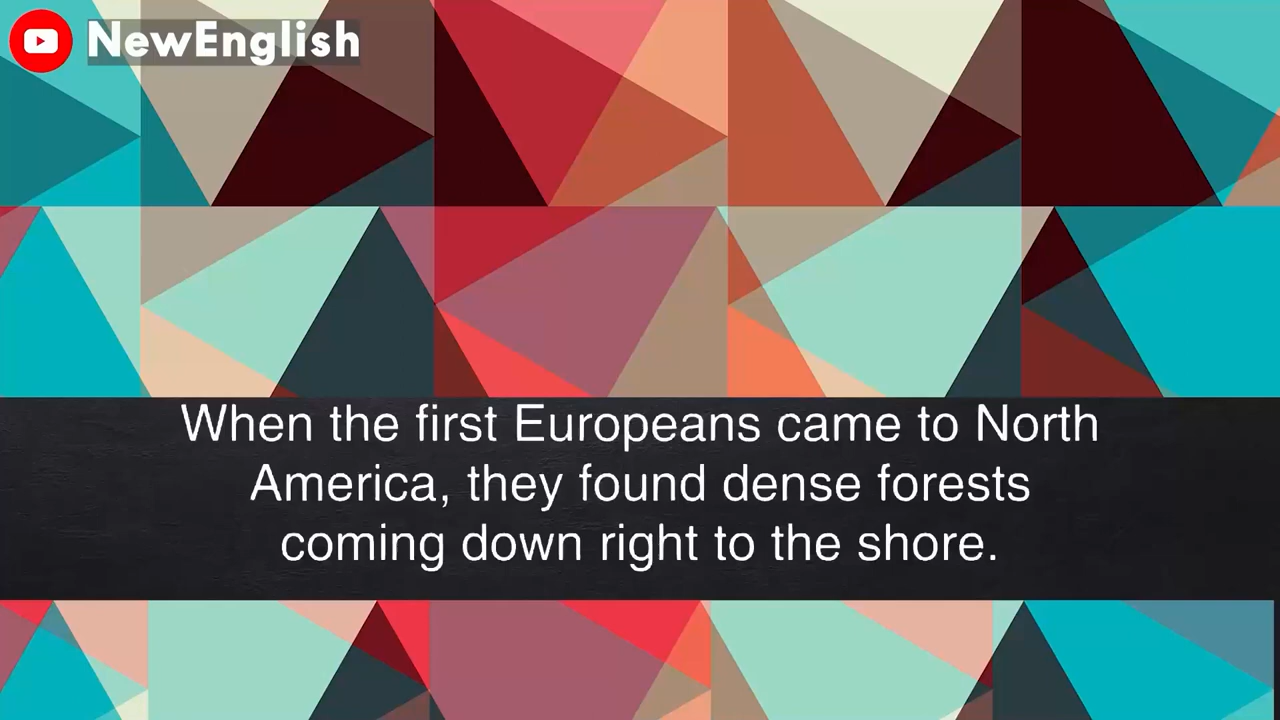 NewEnglish
When the first Europeans came to North
America, they found dense forests
coming down right to the shore.